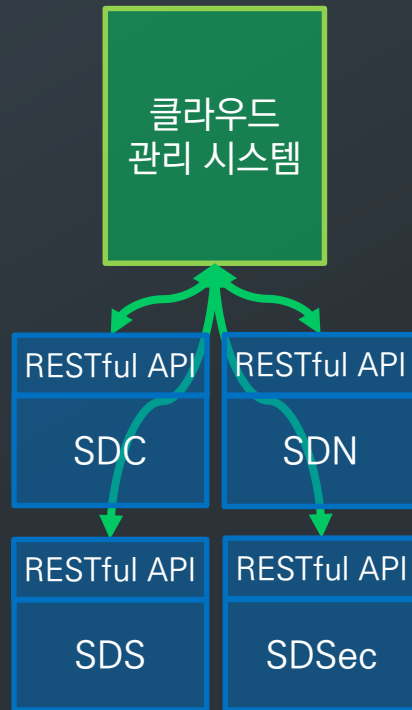 클라우드
관리 시스템
RESTful API
RESTful API
SDC
SDN
RESTful API
RESTful API
SDS
SDSec